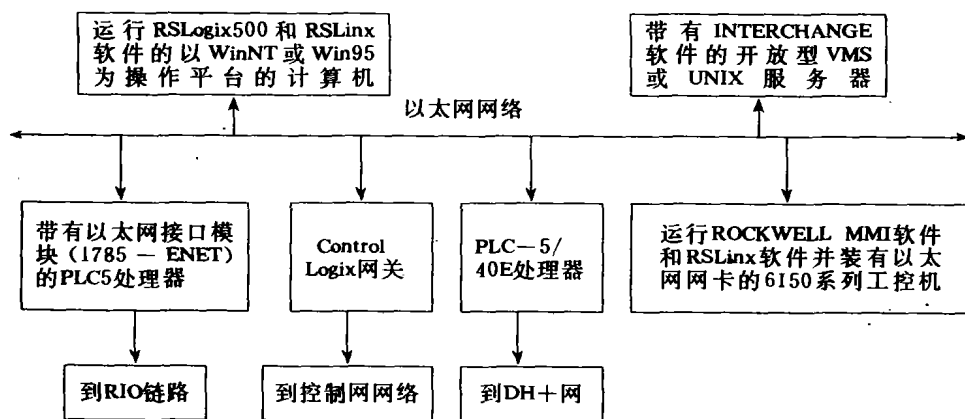 运行 RSLogix500 和 RSLinx
软件的以 WinNT 或 Win95
为操作平台的计算机
带有 INTERCHANGE
软件的开放型 VMS
或 UNIX 服务器
以太网网络
带有以太网接口模
块(1785-ENET)
的PLC5处理器
Control
Logix网关
PLC-5/
40E处理器
运行ROCKWELL MMI软件
和RSLinx软件并装有以太
网网卡的6150系列工控机
到RIO链路
到控制网网络
到DH+网